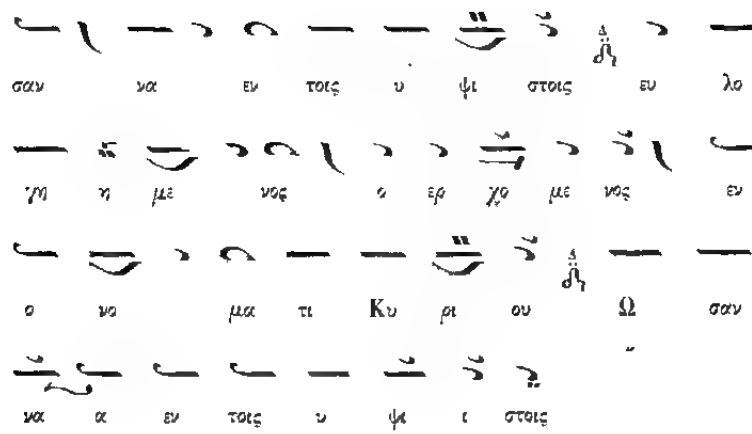 σαν να εν τοις υ ψι στοις ευ λο
γη η με νος ο ερ χο με νος εν
ο νο μα τι Κυ ρι ου Ω σαν
να α εν τοις υ ψι ι στοις